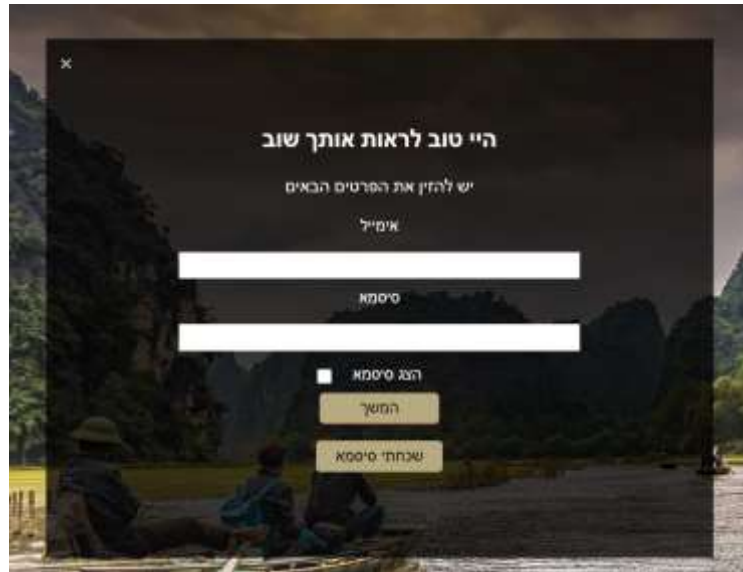 ×
היי טוב לראות אותך שוב
יש להזין את הפרטים הבאים
אימייל
סיסמא
הצג סיסמא
המשך
שכחתי סיסמא